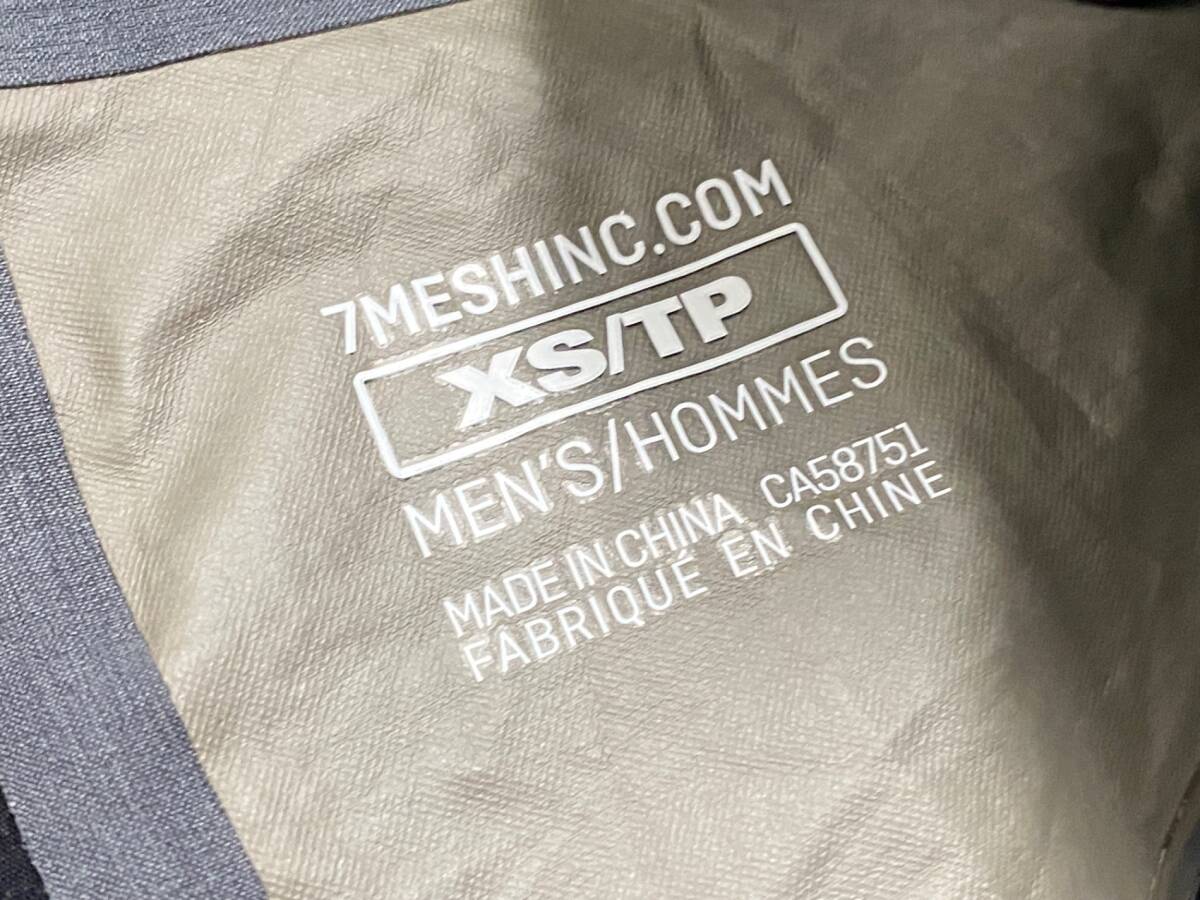 7MESHINC.COM
XS/TP
MEN'S/HOMMES
MADE IN CHINA CA58751
FABRIQUÉ EN CHINE